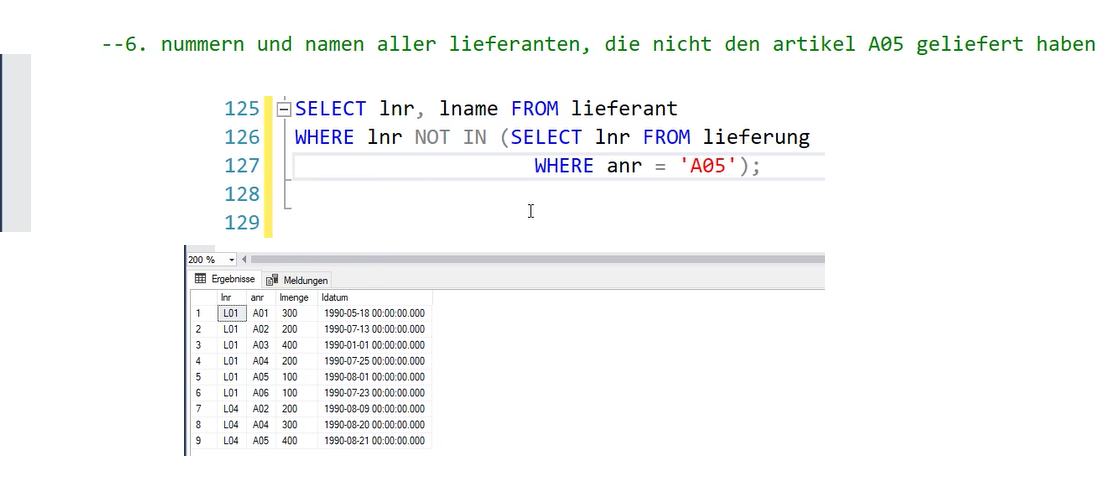 --6. nummern und namen aller lieferanten, die nicht den artikel A05 geliefert haben
125 SELECT lnr, lname FROM lieferant
126 WHERE lnr NOT IN (SELECT lnr FROM lieferung
127 WHERE anr = 'A05');
128
129
200 %
Ergebnisse Meldungen
lnr anr lmenge ldatum
1 L01 A01 300 1990-05-18 00:00:00.000
2 L01 A02 200 1990-07-13 00:00:00.000
3 L01 A03 400 1990-01-01 00:00:00.000
4 L01 A04 200 1990-07-25 00:00:00.000
5 L01 A05 100 1990-08-01 00:00:00.000
6 L01 A06 100 1990-07-23 00:00:00.000
7 L04 A02 200 1990-08-09 00:00:00.000
8 L04 A04 300 1990-08-20 00:00:00.000
9 L04 A05 400 1990-08-21 00:00:00.000